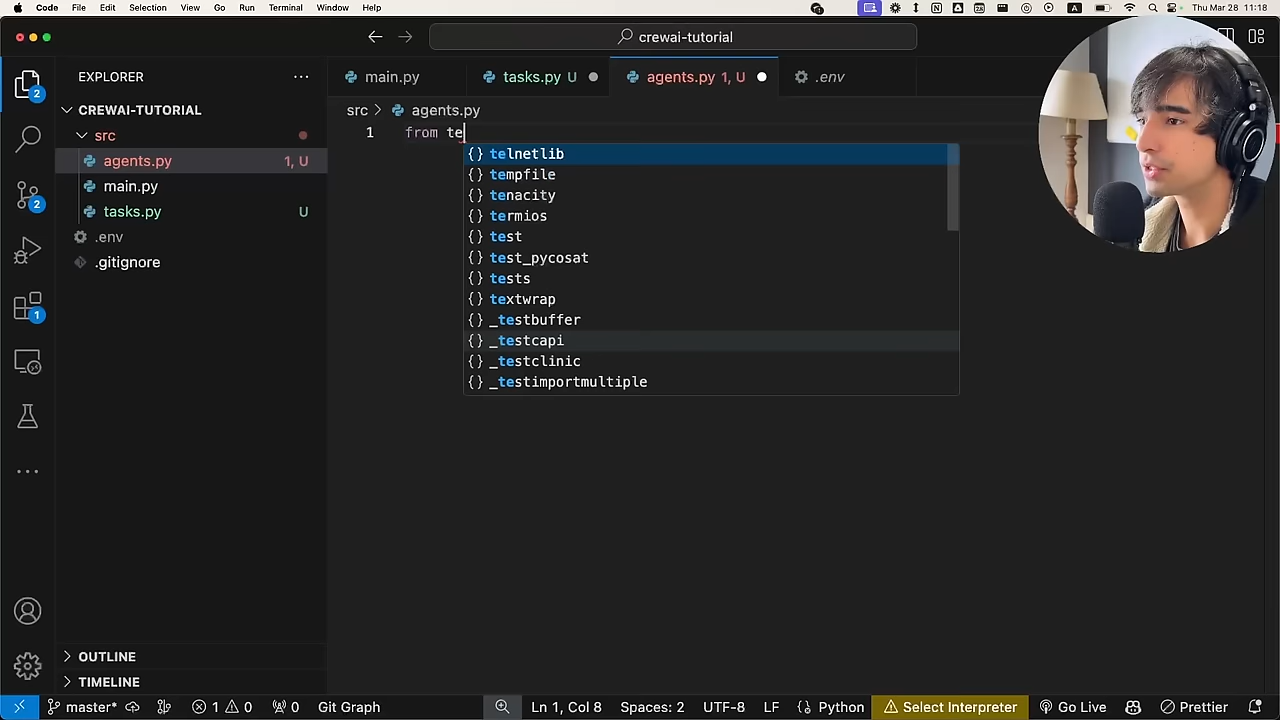 Code File Edit Selection View Go Run Terminal Window Help A Thu Mar 28 11:18
crewai-tutorial
EXPLORER
main.py
tasks.py U
agents.py 1, U
.env
CREWAI-TUTORIAL
src > agents.py
src
1 from te
agents.py 1, U
main.py
tasks.py U
.env
.gitignore
2
2
1
{} telnetlib
{} tempfile
{} tenacity
{} termios
{} test
{} test_pycosat
{} tests
{} textwrap
{} _testbuffer
{} _testcapi
{} _testclinic
{} _testimportmultiple
OUTLINE
TIMELINE
master* 1 0 0 Git Graph Ln 1, Col 8 Spaces: 2 UTF-8 LF {} Python Select Interpreter Go Live Prettier